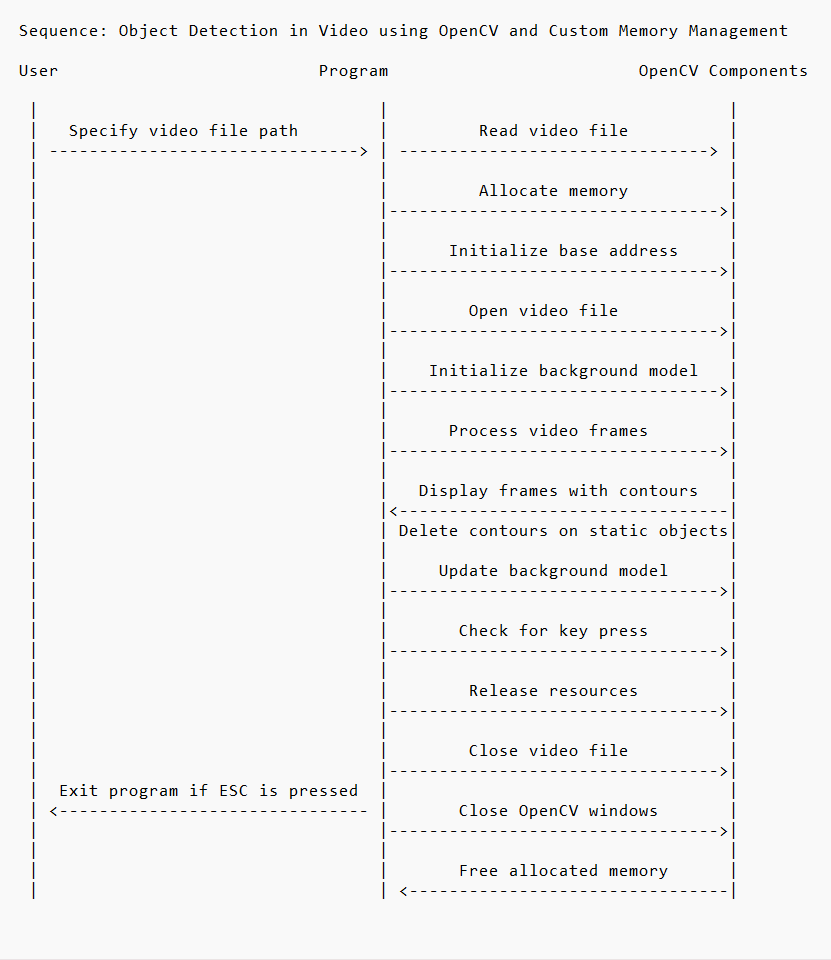 Sequence: Object Detection in Video using OpenCV and Custom Memory Management
User Program OpenCV Components
Specify video file path Read video file
Allocate memory
Initialize base address
Open video file
Initialize background model
Process video frames
Display frames with contours
Delete contours on static objects
Update background model
Check for key press
Release resources
Close video file
Exit program if ESC is pressed
Close OpenCV windows
Free allocated memory